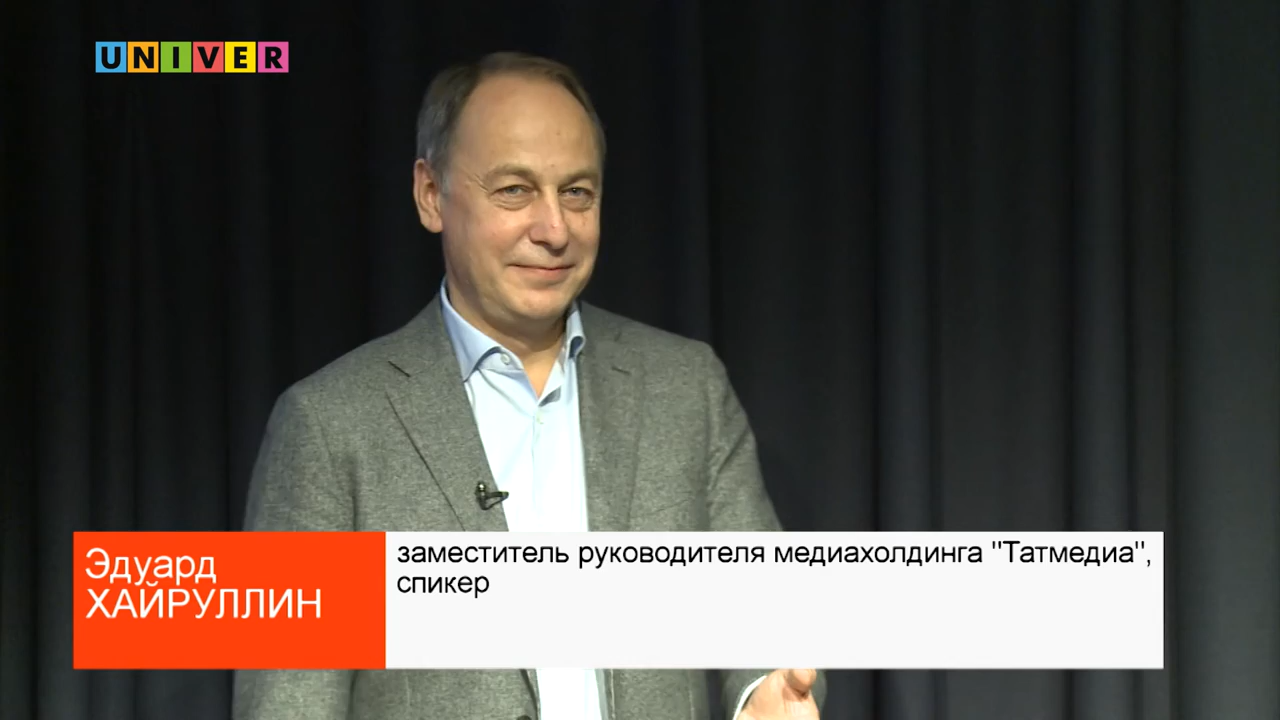 UNIVER
Эдуард
ХАЙРУЛЛИН
заместитель руководителя медиахолдинга "Татмедиа",
спикер